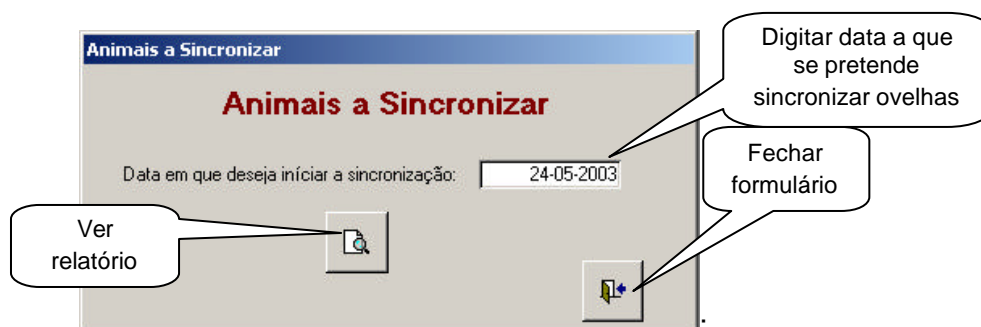 Animais a Sincronizar
Digitar data a que
se pretende
sincronizar ovelhas
Animais a Sincronizar
Data em que deseja iníciar a sincronização:
24-05-2003
Fechar
formulário
Ver
relatório
.